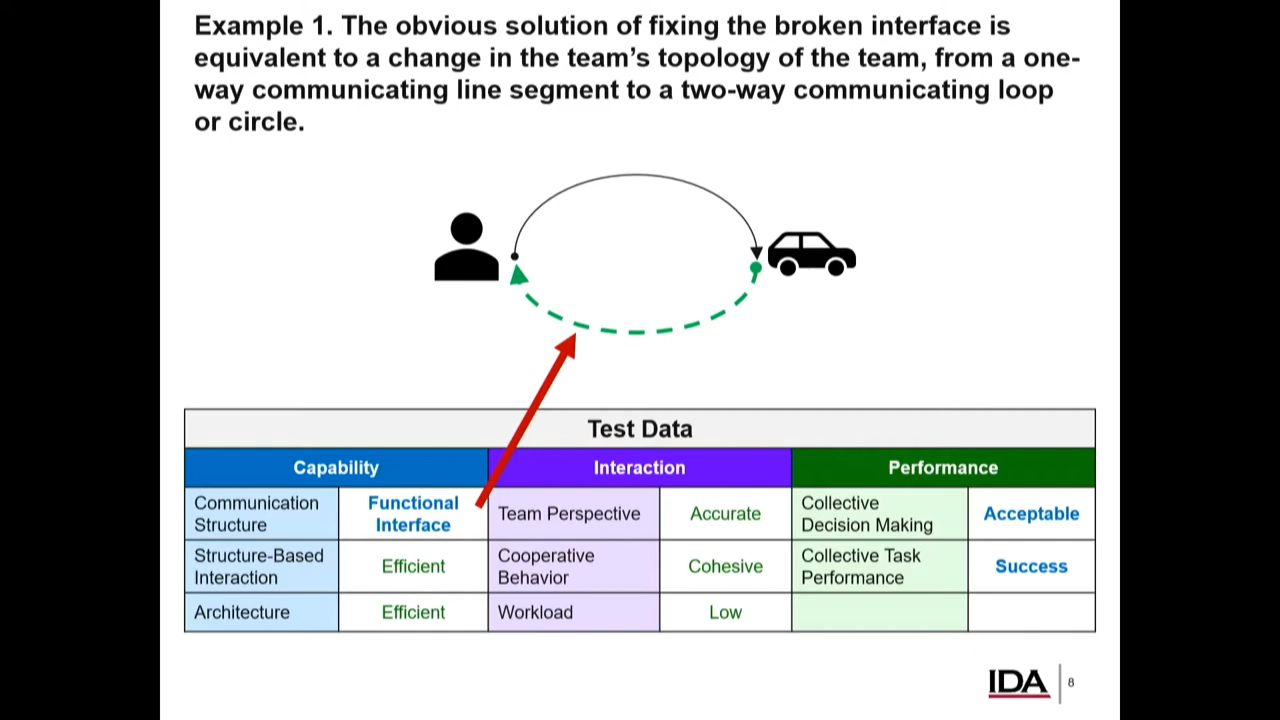 Example 1. The obvious solution of fixing the broken interface is
equivalent to a change in the team's topology of the team, from a one-
way communicating line segment to a two-way communicating loop
or circle.
Test Data
Capability
Interaction
Performance
Communication
Structure
Functional
Interface
Team Perspective
Accurate
Collective
Decision Making
Acceptable
Structure-Based
Interaction
Efficient
Cooperative
Behavior
Cohesive
Collective Task
Performance
Success
Architecture
Efficient
Workload
Low
IDA
8